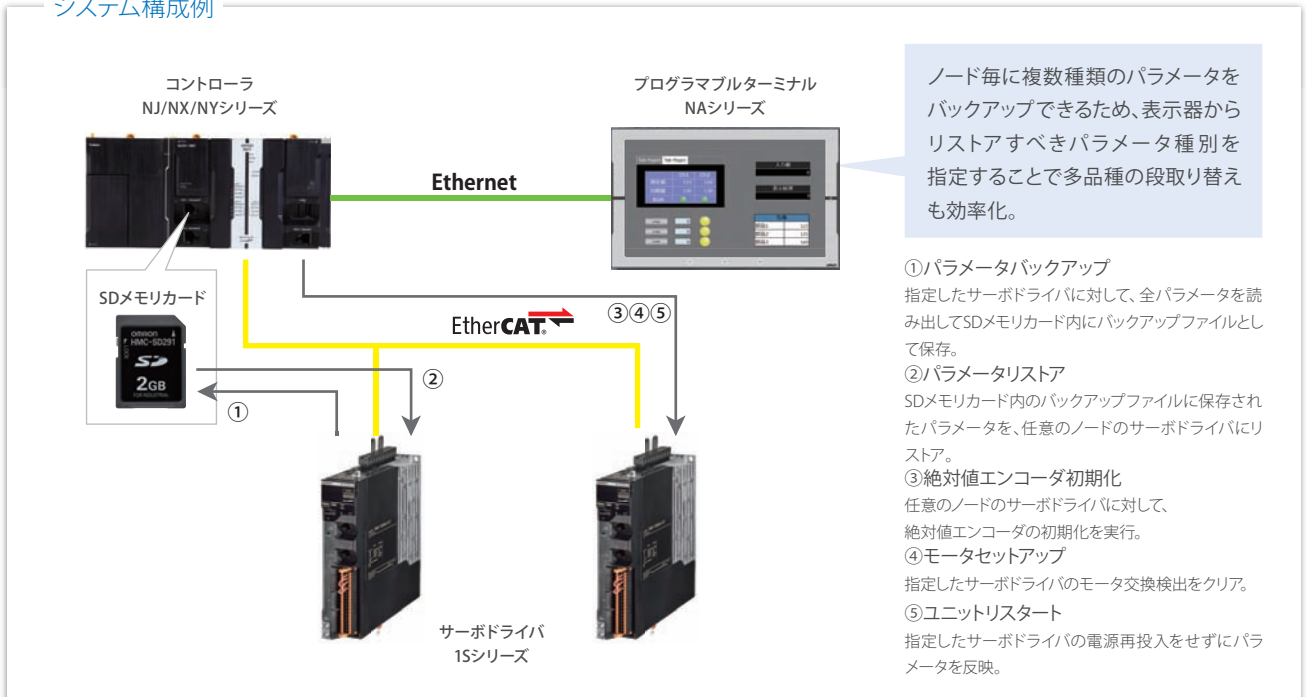 システム構成例
コントローラ
NJ/NX/NYシリーズ
プログラマブルターミナル
NAシリーズ
Ethernet
SDメモリカード
OMRON
HMC-SD291
2GB
FOR INDUSTRIAL
EtherCAT®
①
②
③④⑤
サーボドライバ
1Sシリーズ
ノード毎に複数種類のパラメータを
バックアップできるため、表示器から
リストアすべきパラメータ種別を
指定することで多品種の段取り替え
も効率化。
①パラメータバックアップ
指定したサーボドライバに対して、全パラメータを読
み出してSDメモリカード内にバックアップファイルとし
て保存。
②パラメータリストア
SDメモリカード内のバックアップファイルに保存され
たパラメータを、任意のノードのサーボドライバにリ
ストア。
③絶対値エンコーダ初期化
任意のノードのサーボドライバに対して、
絶対値エンコーダの初期化を実行。
④モータセットアップ
指定したサーボドライバのモータ交換検出をクリア。
⑤ユニットリスタート
指定したサーボドライバの電源再投入をせずにパラ
メータを反映。